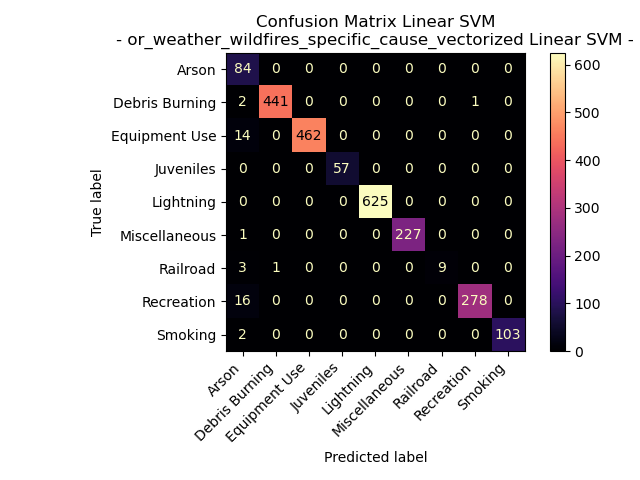 Confusion Matrix Linear SVM
- or_weather_wildfires_specific_cause_vectorized Linear SVM -
True label
Arson 84 0 0 0 0 0 0 0 0
Debris Burning 2 441 0 0 0 0 0 1 0
Equipment Use 14 0 462 0 0 0 0 0 0
Juveniles 0 0 0 57 0 0 0 0 0
Lightning 0 0 0 0 625 0 0 0 0
Miscellaneous 1 0 0 0 0 227 0 0 0
Railroad 3 1 0 0 0 0 9 0 0
Recreation 16 0 0 0 0 0 0 278 0
Smoking 2 0 0 0 0 0 0 0 103
Arson
Debris Burning
Equipment Use
Juveniles
Lightning
Miscellaneous
Railroad
Recreation
Smoking
Predicted label
600
500
400
300
200
100
0